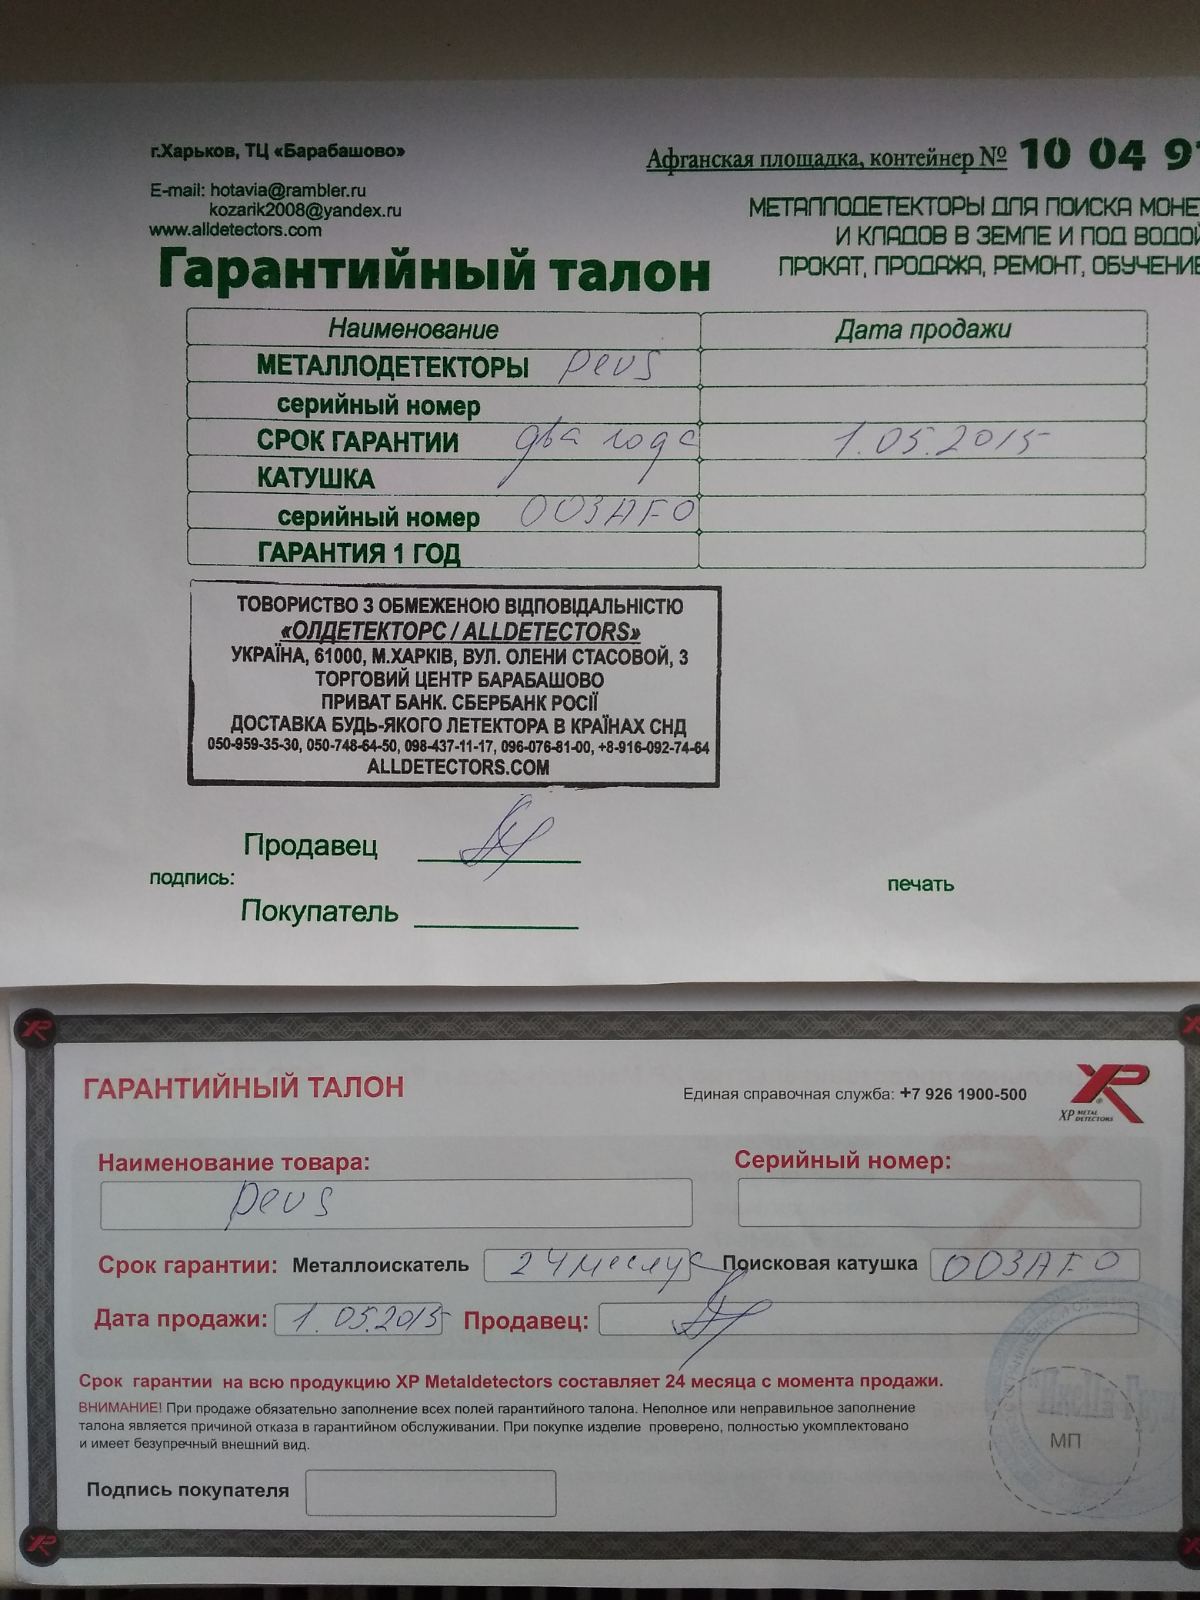 г.Харьков, ТЦ «Барабашово»
Афганская площадка, контейнер № 10 04 91
E-mail: hotavia@rambler.ru
kozarik2008@yandex.ru
www.alldetectors.com
МЕТАЛЛОДЕТЕКТОРЫ ДЛЯ ПОИСКА МОНЕТ
И КЛАДОВ В ЗЕМЛЕ И ПОД ВОДОЙ
ПРОКАТ, ПРОДАЖА, РЕМОНТ, ОБУЧЕНИЕ
Гарантийный талон
Наименование Дата продажи
МЕТАЛЛОДЕТЕКТОРЫ Deus
серийный номер
СРОК ГАРАНТИИ два года 1.05.2015
КАТУШКА
серийный номер 003AFO
ГАРАНТИЯ 1 ГОД
ТОВОРИСТВО З ОБМЕЖЕНОЮ ВІДПОВІДАЛЬНІСТЮ
«ОЛДЕТЕКТОРС / ALLDETECTORS»
УКРАЇНА, 61000, М.ХАРКІВ, ВУЛ. ОЛЕНИ СТАСОВОЙ, 3
ТОРГОВИЙ ЦЕНТР БАРАБАШОВО
ПРИВАТ БАНК. СБЕРБАНК РОСІЇ
ДОСТАВКА БУДЬ-ЯКОГО ЛЕТЕКТОРА В КРАЇНАХ СНД
050-959-35-30, 050-748-64-50, 098-437-11-17, 096-076-81-00, +8-916-092-74-64
ALLDETECTORS.COM
Продавец
подпись:
печать
Покупатель
ГАРАНТИЙНЫЙ ТАЛОН
Единая справочная служба: +7 926 1900-500
XP METAL DETECTORS
Наименование товара: Серийный номер:
Deus
Срок гарантии: Металлоискатель 24 месяца Поисковая катушка 003AFO
Дата продажи: 1.05.2015 Продавец:
Срок гарантии на всю продукцию XP Metaldetectors составляет 24 месяца с момента продажи.
ВНИМАНИЕ! При продаже обязательно заполнение всех полей гарантийного талона. Неполное или неправильное заполнение
талона является причиной отказа в гарантийном обслуживании. При покупке изделие проверено, полностью укомплектовано
и имеет безупречный внешний вид.
МП
Подпись покупателя